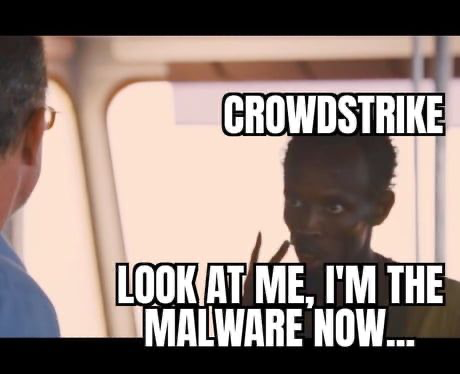 CROWDSTRIKE
LOOK AT ME, I'M THE
MALWARE NOW...